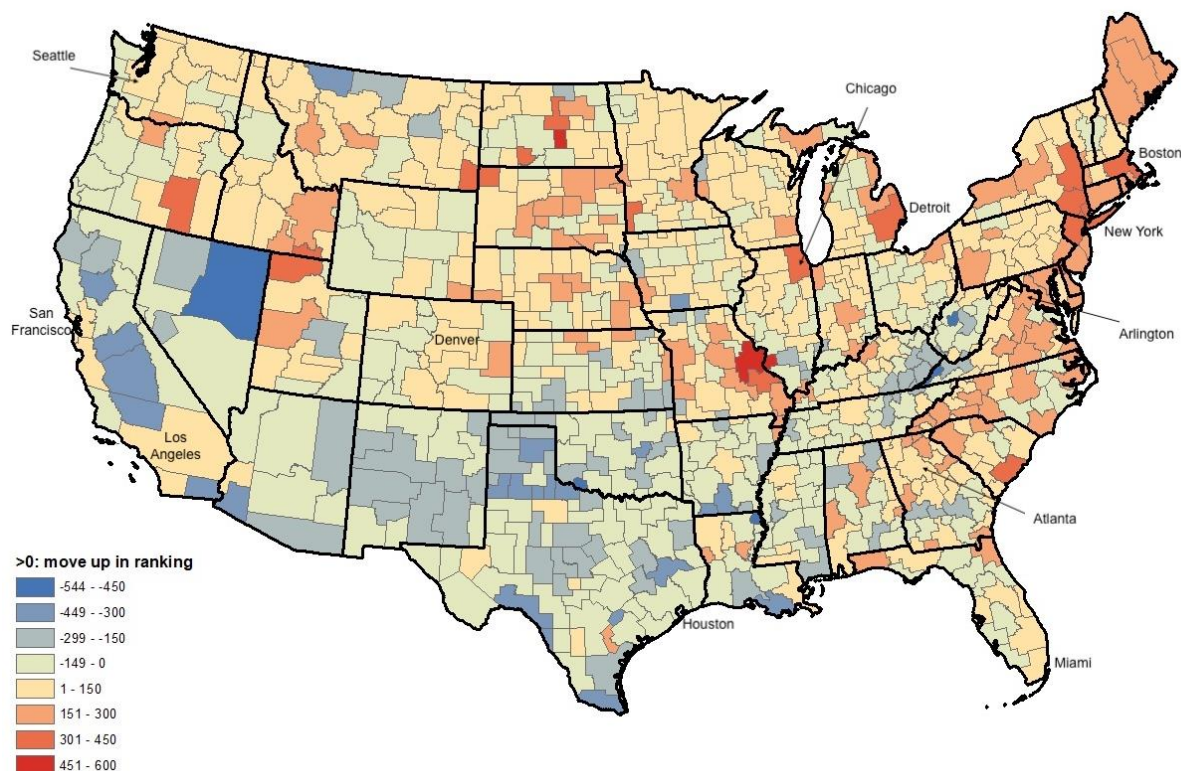 Seattle
Chicago
Boston
Detroit
New York
San
Francisco
Denver
Arlington
Los
Angeles
Atlanta
Houston
Miami
>0: move up in ranking
-544 - -450
-449 - -300
-299 - -150
-149 - 0
1 - 150
151 - 300
301 - 450
451 - 600